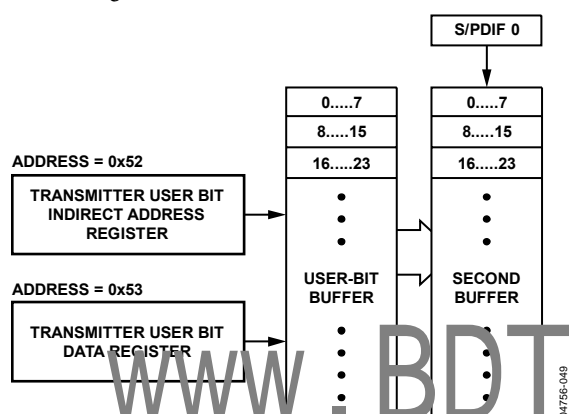 S/PDIF 0
0.....7
0.....7
8.....15
8.....15
16.....23
16.....23
ADDRESS = 0x52
TRANSMITTER USER BIT
INDIRECT ADDRESS
REGISTER
USER-BIT
BUFFER
SECOND
BUFFER
ADDRESS = 0x53
TRANSMITTER USER BIT
DATA REGISTER
www.BDT
04756-049